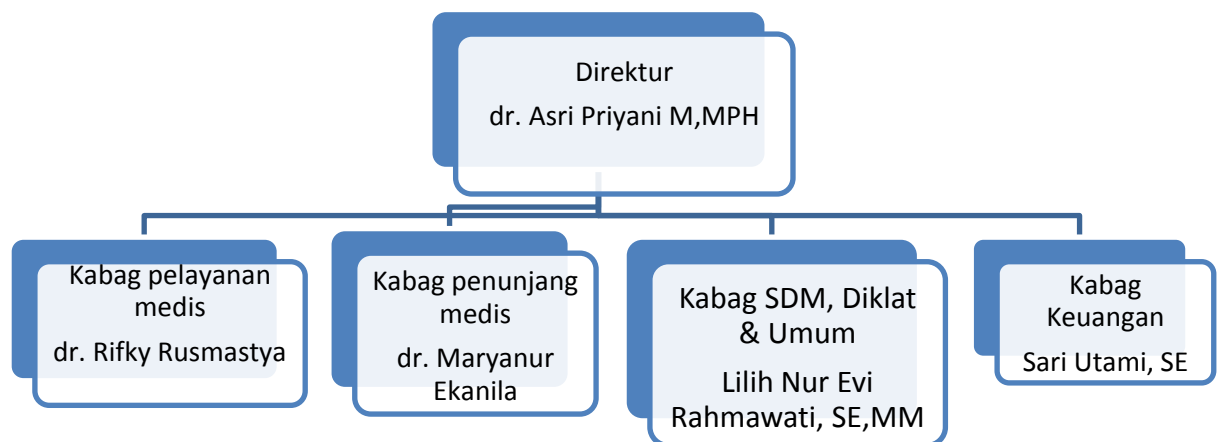 Direktur
dr. Asri Priyani M,MPH
Kabag pelayanan
medis
dr. Rifky Rusmastya
Kabag penunjang
medis
dr. Maryanur
Ekanila
Kabag SDM, Diklat
& Umum
Lilih Nur Evi
Rahmawati, SE,MM
Kabag
Keuangan
Sari Utami, SE